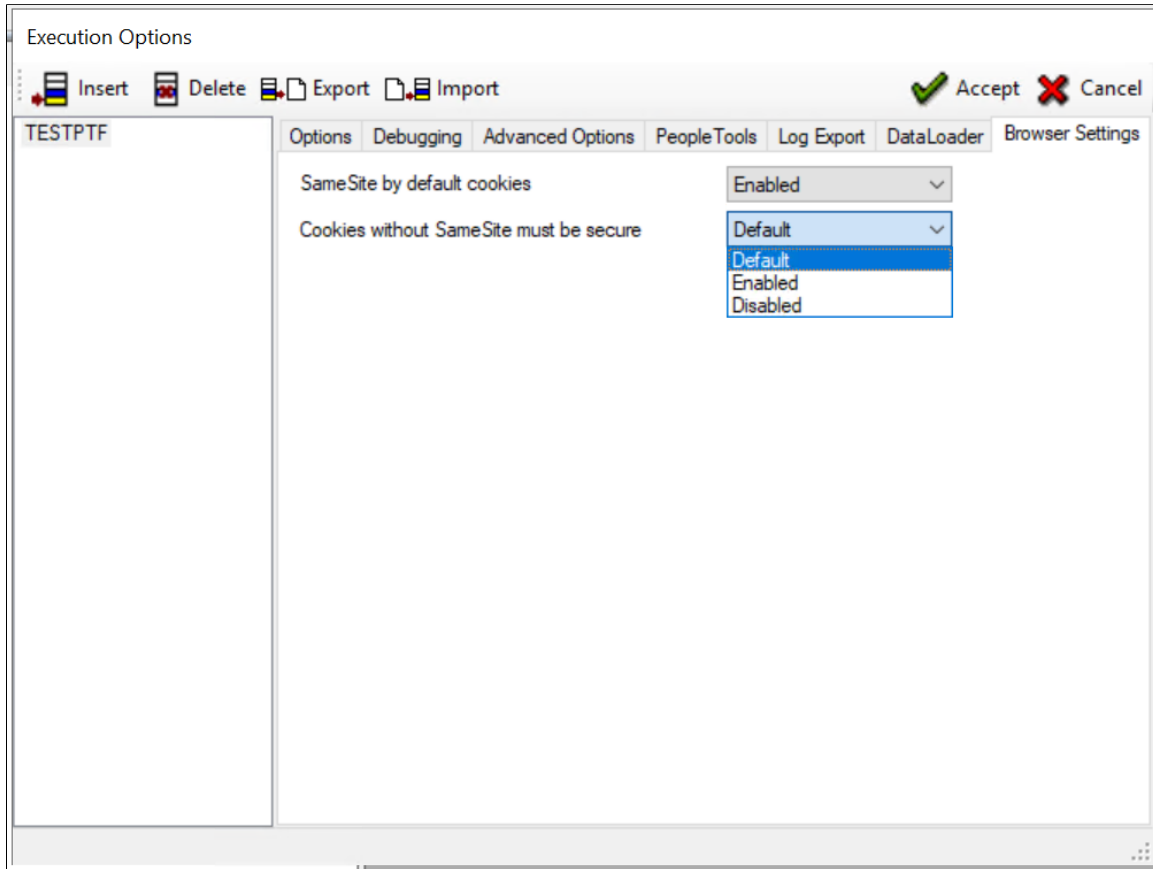 Execution Options
Insert Delete Export Import Accept Cancel
TESTPTF
Options Debugging Advanced Options PeopleTools Log Export DataLoader Browser Settings
SameSite by default cookies Enabled
Cookies without SameSite must be secure Default
Default
Enabled
Disabled